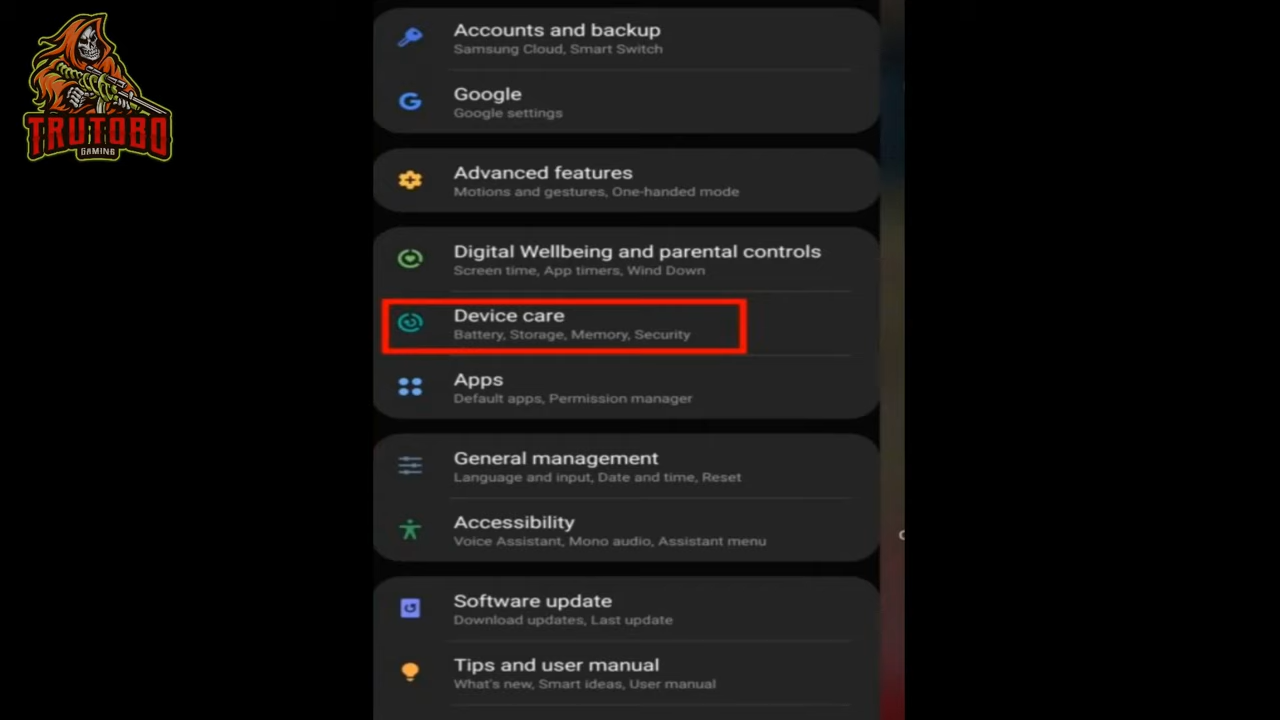 TRUTOBO
GAMING
Accounts and backup
Samsung Cloud, Smart Switch
Google
Google settings
Advanced features
Motions and gestures, One-handed mode
Digital Wellbeing and parental controls
Screen time, App timers, Wind Down
Device care
Battery, Storage, Memory, Security
Apps
Default apps, Permission manager
General management
Language and input, Date and time, Reset
Accessibility
Voice Assistant, Mono audio, Assistant menu
Software update
Download updates, Last update
Tips and user manual
What's new, Smart ideas, User manual